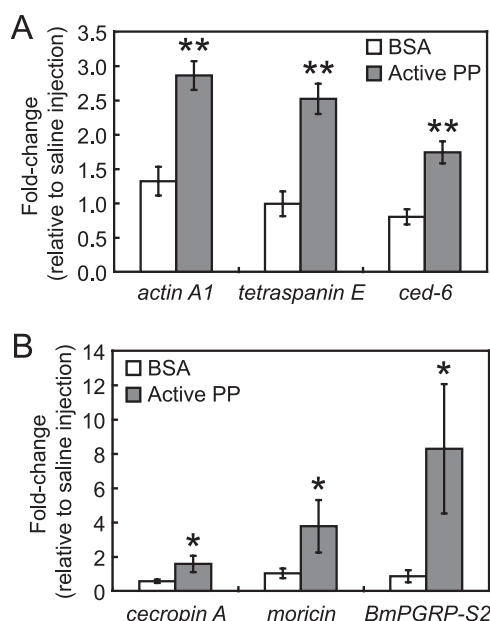 A
Fold-change
(relative to saline injection)
3.5
3.0
2.5
2.0
1.5
1.0
0.5
0.0
BSA
Active PP
**
**
**
actin A1
tetraspanin E
ced-6
B
Fold-change
(relative to saline injection)
14
12
10
8
6
4
2
0
BSA
Active PP
*
*
*
cecropin A
moricin
BmPGRP-S2